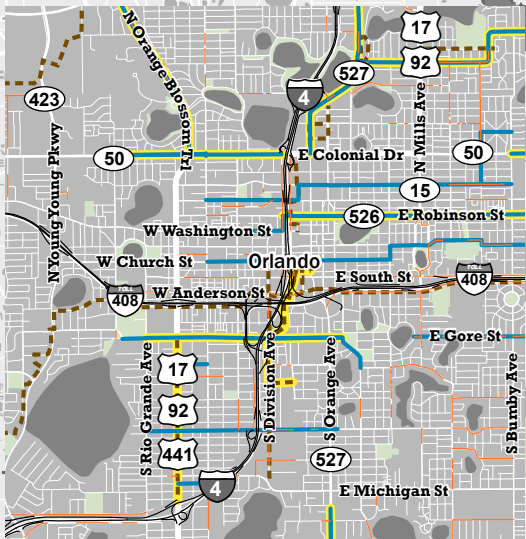 N Orange Blossom Trl
17
92
527
4
423
N Mills Ave
50
E Colonial Dr
50
N Young Young Pkwy
15
526
E Robinson St
W Washington St
W Church St
Orlando
E South St
TOLL
408
TOLL
408
W Anderson St
E Gore St
S Rio Grande Ave
17
S Division Ave
S Orange Ave
S Bumby Ave
92
441
527
4
E Michigan St